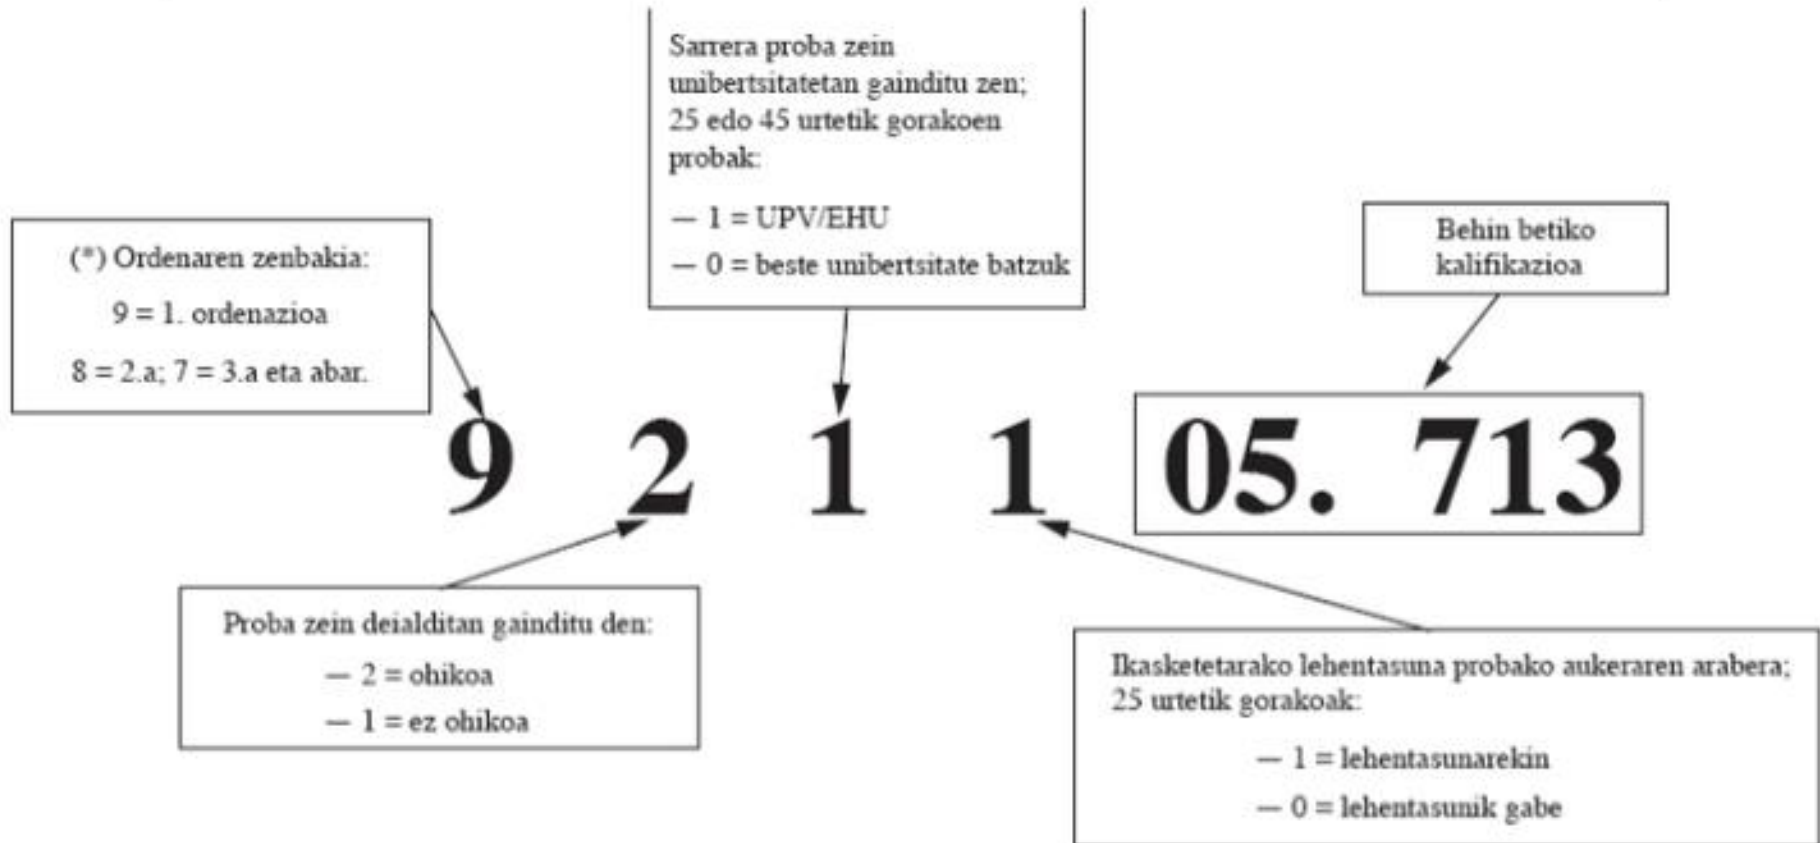 Sarrera proba zein
unibertsitatetan gainditu zen;
25 edo 45 urtetik gorakoen
probak:
— 1 = UPV/EHU
— 0 = beste unibertsitate batzuk
(*) Ordenaren zenbakia:
9 = 1. ordenazioa
8 = 2.a; 7 = 3.a eta abar.
Behin betiko
kalifikazioa
9 2 1 1 05. 713
Proba zein deialditan gainditu den:
— 2 = ohikoa
— 1 = ez ohikoa
Ikasketetarako lehentasuna probako aukeraren arabera;
25 urtetik gorakoak:
— 1 = lehentasunarekin
— 0 = lehentasunik gabe